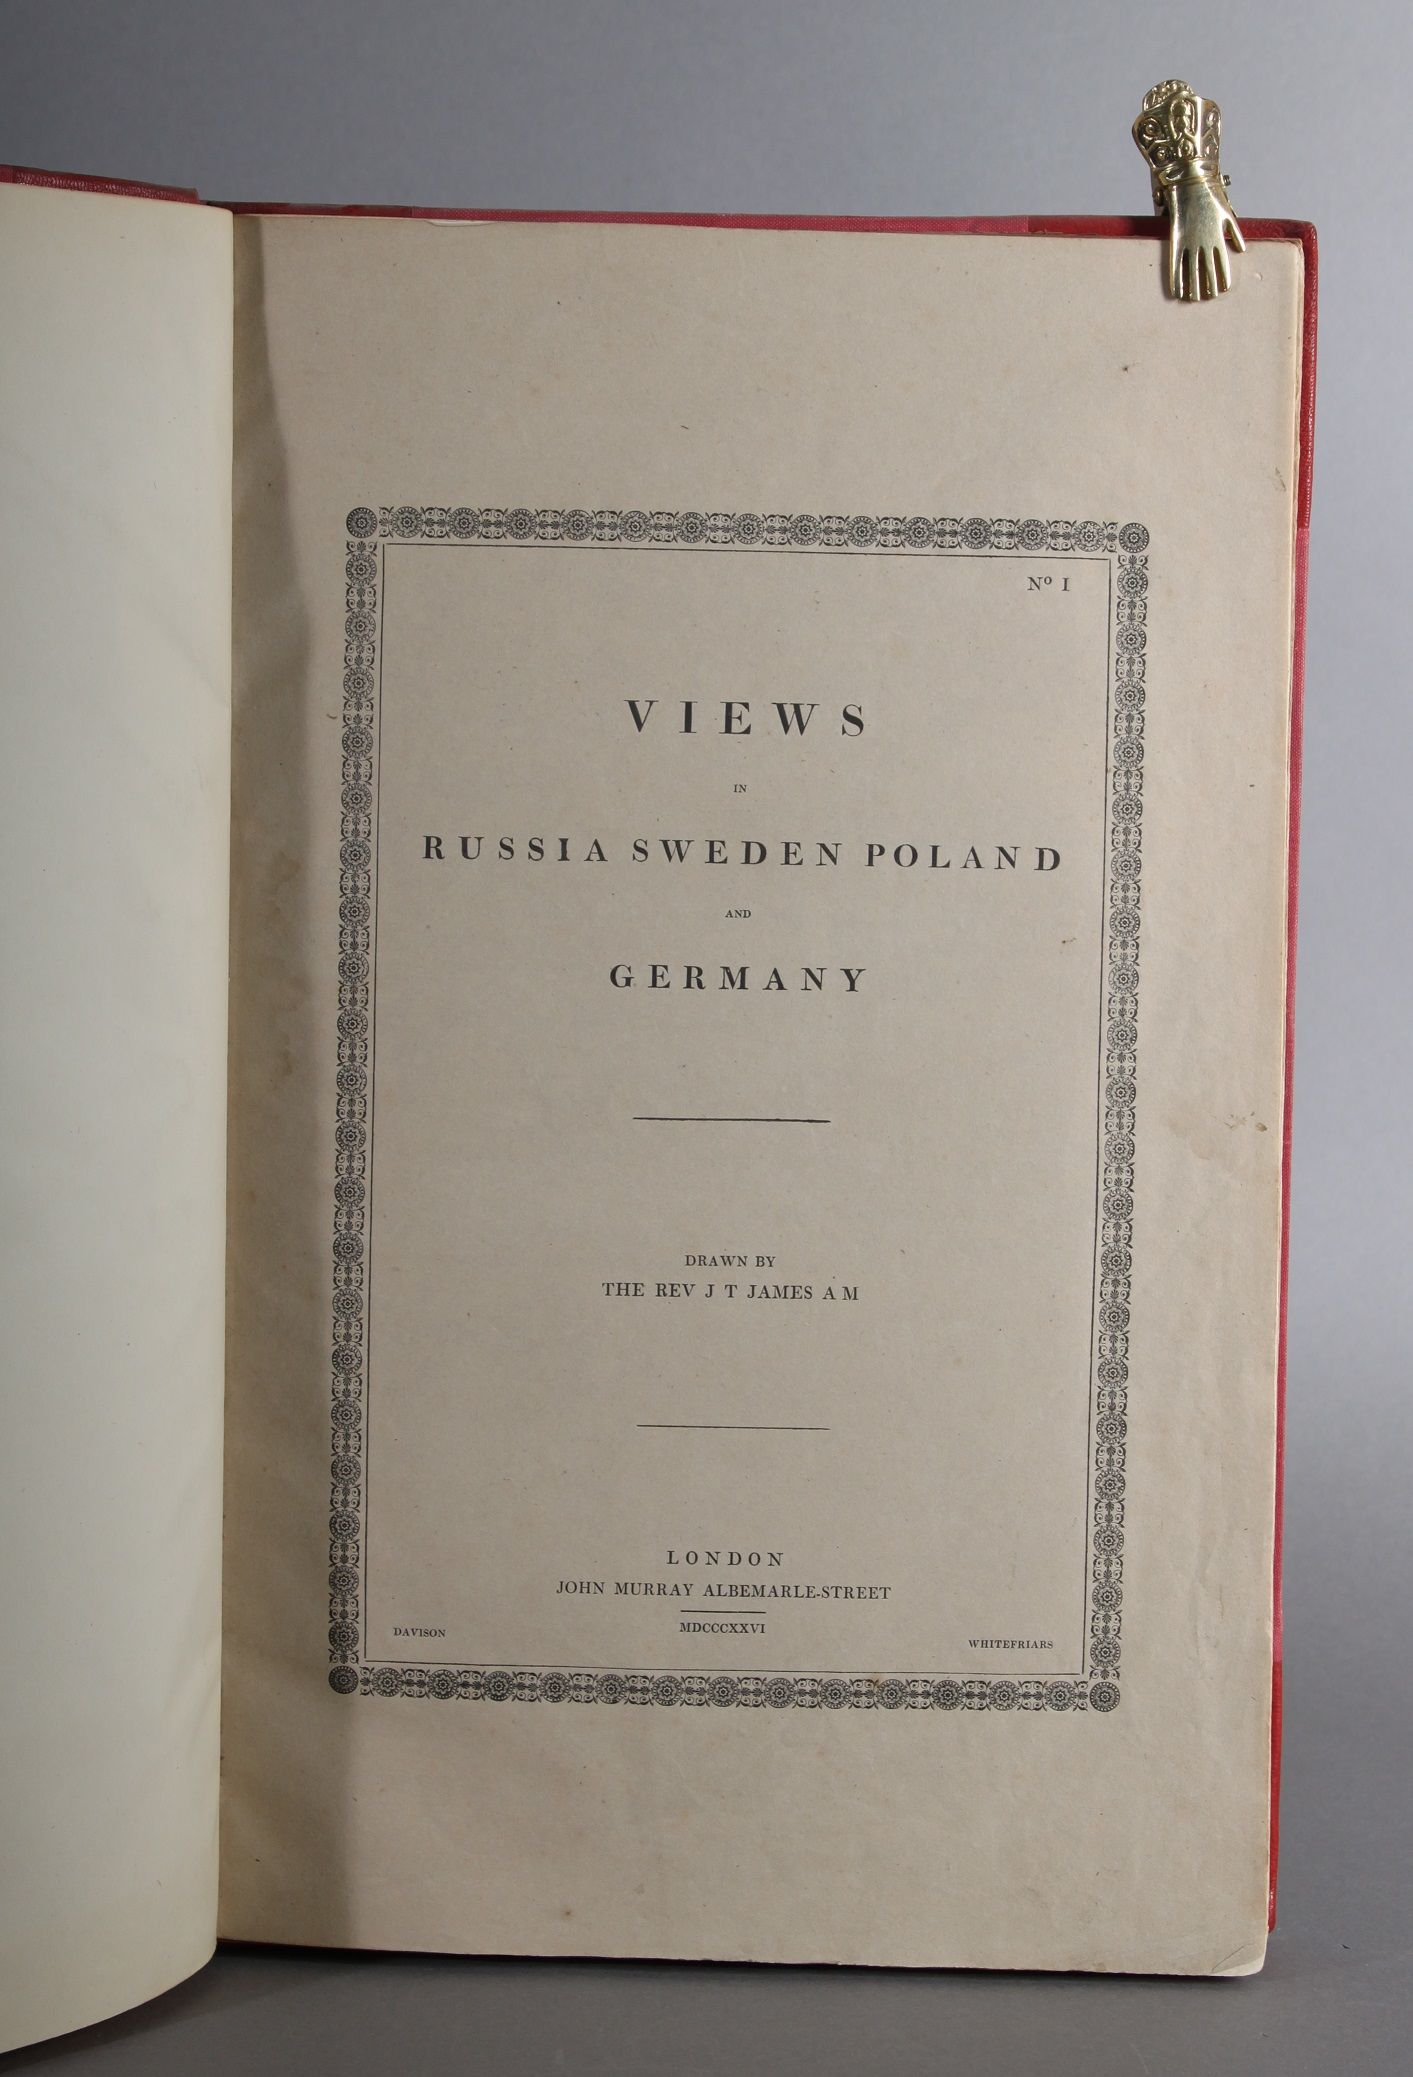 Nº I
VIEWS
IN
RUSSIA SWEDEN POLAND
AND
GERMANY
DRAWN BY
THE REV J T JAMES A M
LONDON
JOHN MURRAY ALBEMARLE-STREET
MDCCCXXVI
DAVISON WHITEFRIARS